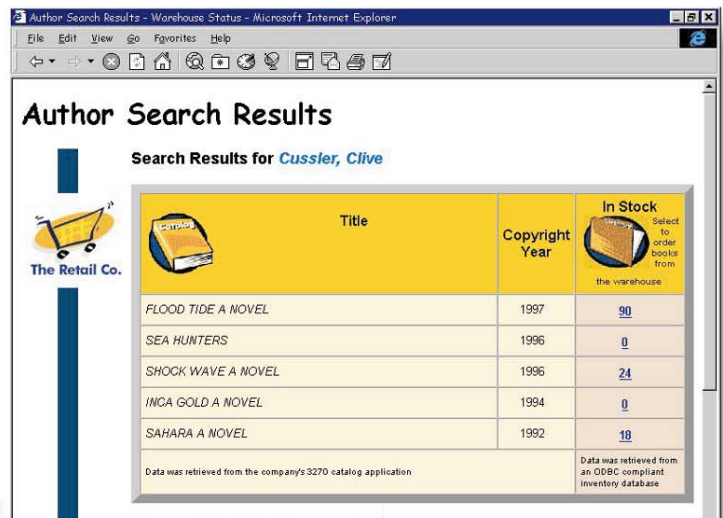 Author Search Results - Warehouse Status - Microsoft Internet Explorer
File Edit View Go Favorites Help
Author Search Results
Search Results for Cussler, Clive
The Retail Co.
Catalog
Title
Copyright
Year
In Stock
Select
to
order
books
from
the warehouse
FLOOD TIDE A NOVEL 1997 90
SEA HUNTERS 1996 0
SHOCK WAVE A NOVEL 1996 24
INCA GOLD A NOVEL 1994 0
SAHARA A NOVEL 1992 18
Data was retrieved from the company's 3270 catalog application
Data was retrieved from
an ODBC compliant
inventory database